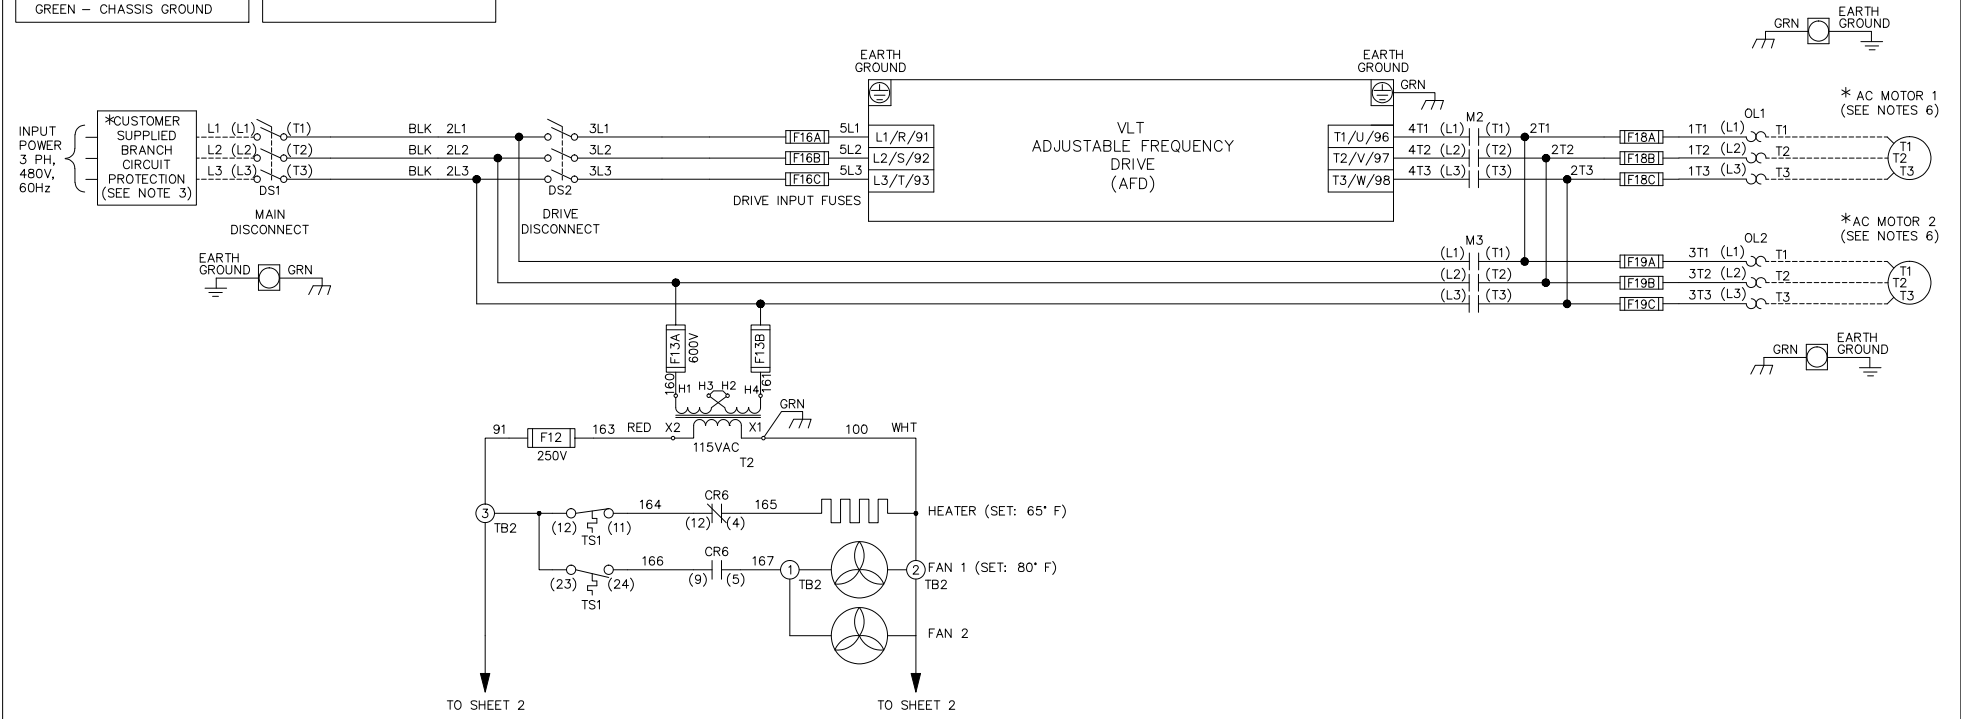 GREEN – CHASSIS GROUND
GRN
EARTH
GROUND
EARTH
GROUND
EARTH
GROUND
GRN
INPUT
POWER
3 PH,
480V,
60Hz
*CUSTOMER
SUPPLIED
BRANCH
CIRCUIT
PROTECTION
(SEE NOTE 3)
L1 (L1) (T1)
L2 (L2) (T2)
L3 (L3) (T3)
DS1
MAIN
DISCONNECT
BLK 2L1
BLK 2L2
BLK 2L3
DS2
DRIVE
DISCONNECT
3L1
3L2
3L3
F16A 5L1
F16B 5L2
F16C 5L3
DRIVE INPUT FUSES
L1/R/91
L2/S/92
L3/T/93
VLT
ADJUSTABLE FREQUENCY
DRIVE
(AFD)
T1/U/96
T2/V/97
T3/W/98
M2
4T1 (L1) (T1) 2T1
4T2 (L2) (T2) 2T2
4T3 (L3) (T3) 2T3
F18A
F18B
F18C
OL1
1T1 (L1) T1
1T2 (L2) T2
1T3 (L3) T3
* AC MOTOR 1
(SEE NOTES 6)
T1
T2
T3
EARTH
GROUND
GRN
M3
(L1) (T1)
(L2) (T2)
(L3) (T3)
F19A
F19B
F19C
OL2
3T1 (L1) T1
3T2 (L2) T2
3T3 (L3) T3
*AC MOTOR 2
(SEE NOTES 6)
T1
T2
T3
GRN
EARTH
GROUND
F13A
600V
F13B
160
161
H1 H3 H2 H4
GRN
91
F12
250V
163 RED X2
X1 100 WHT
115VAC
T2
3
TB2
(12) (11)
TS1
164
CR6
(12) (4)
165
HEATER (SET: 65° F)
(23) (24)
TS1
166
CR6
(9) (5)
167
1
TB2
2
TB2
FAN 1 (SET: 80° F)
FAN 2
TO SHEET 2
TO SHEET 2